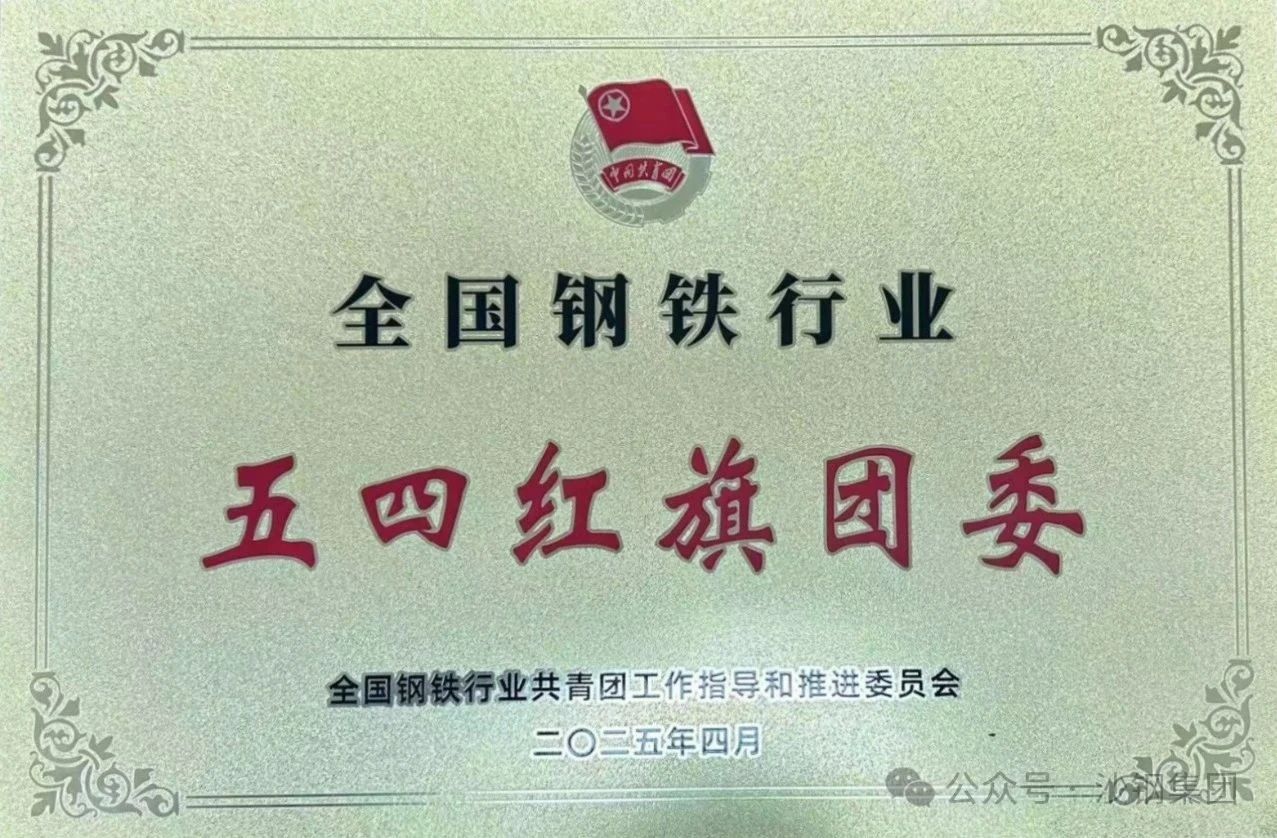 中国共青团
全国钢铁行业
五四红旗团委
全国钢铁行业共青团工作指导和推进委员会
二〇二五年四月
公众号 · 沁钢集团